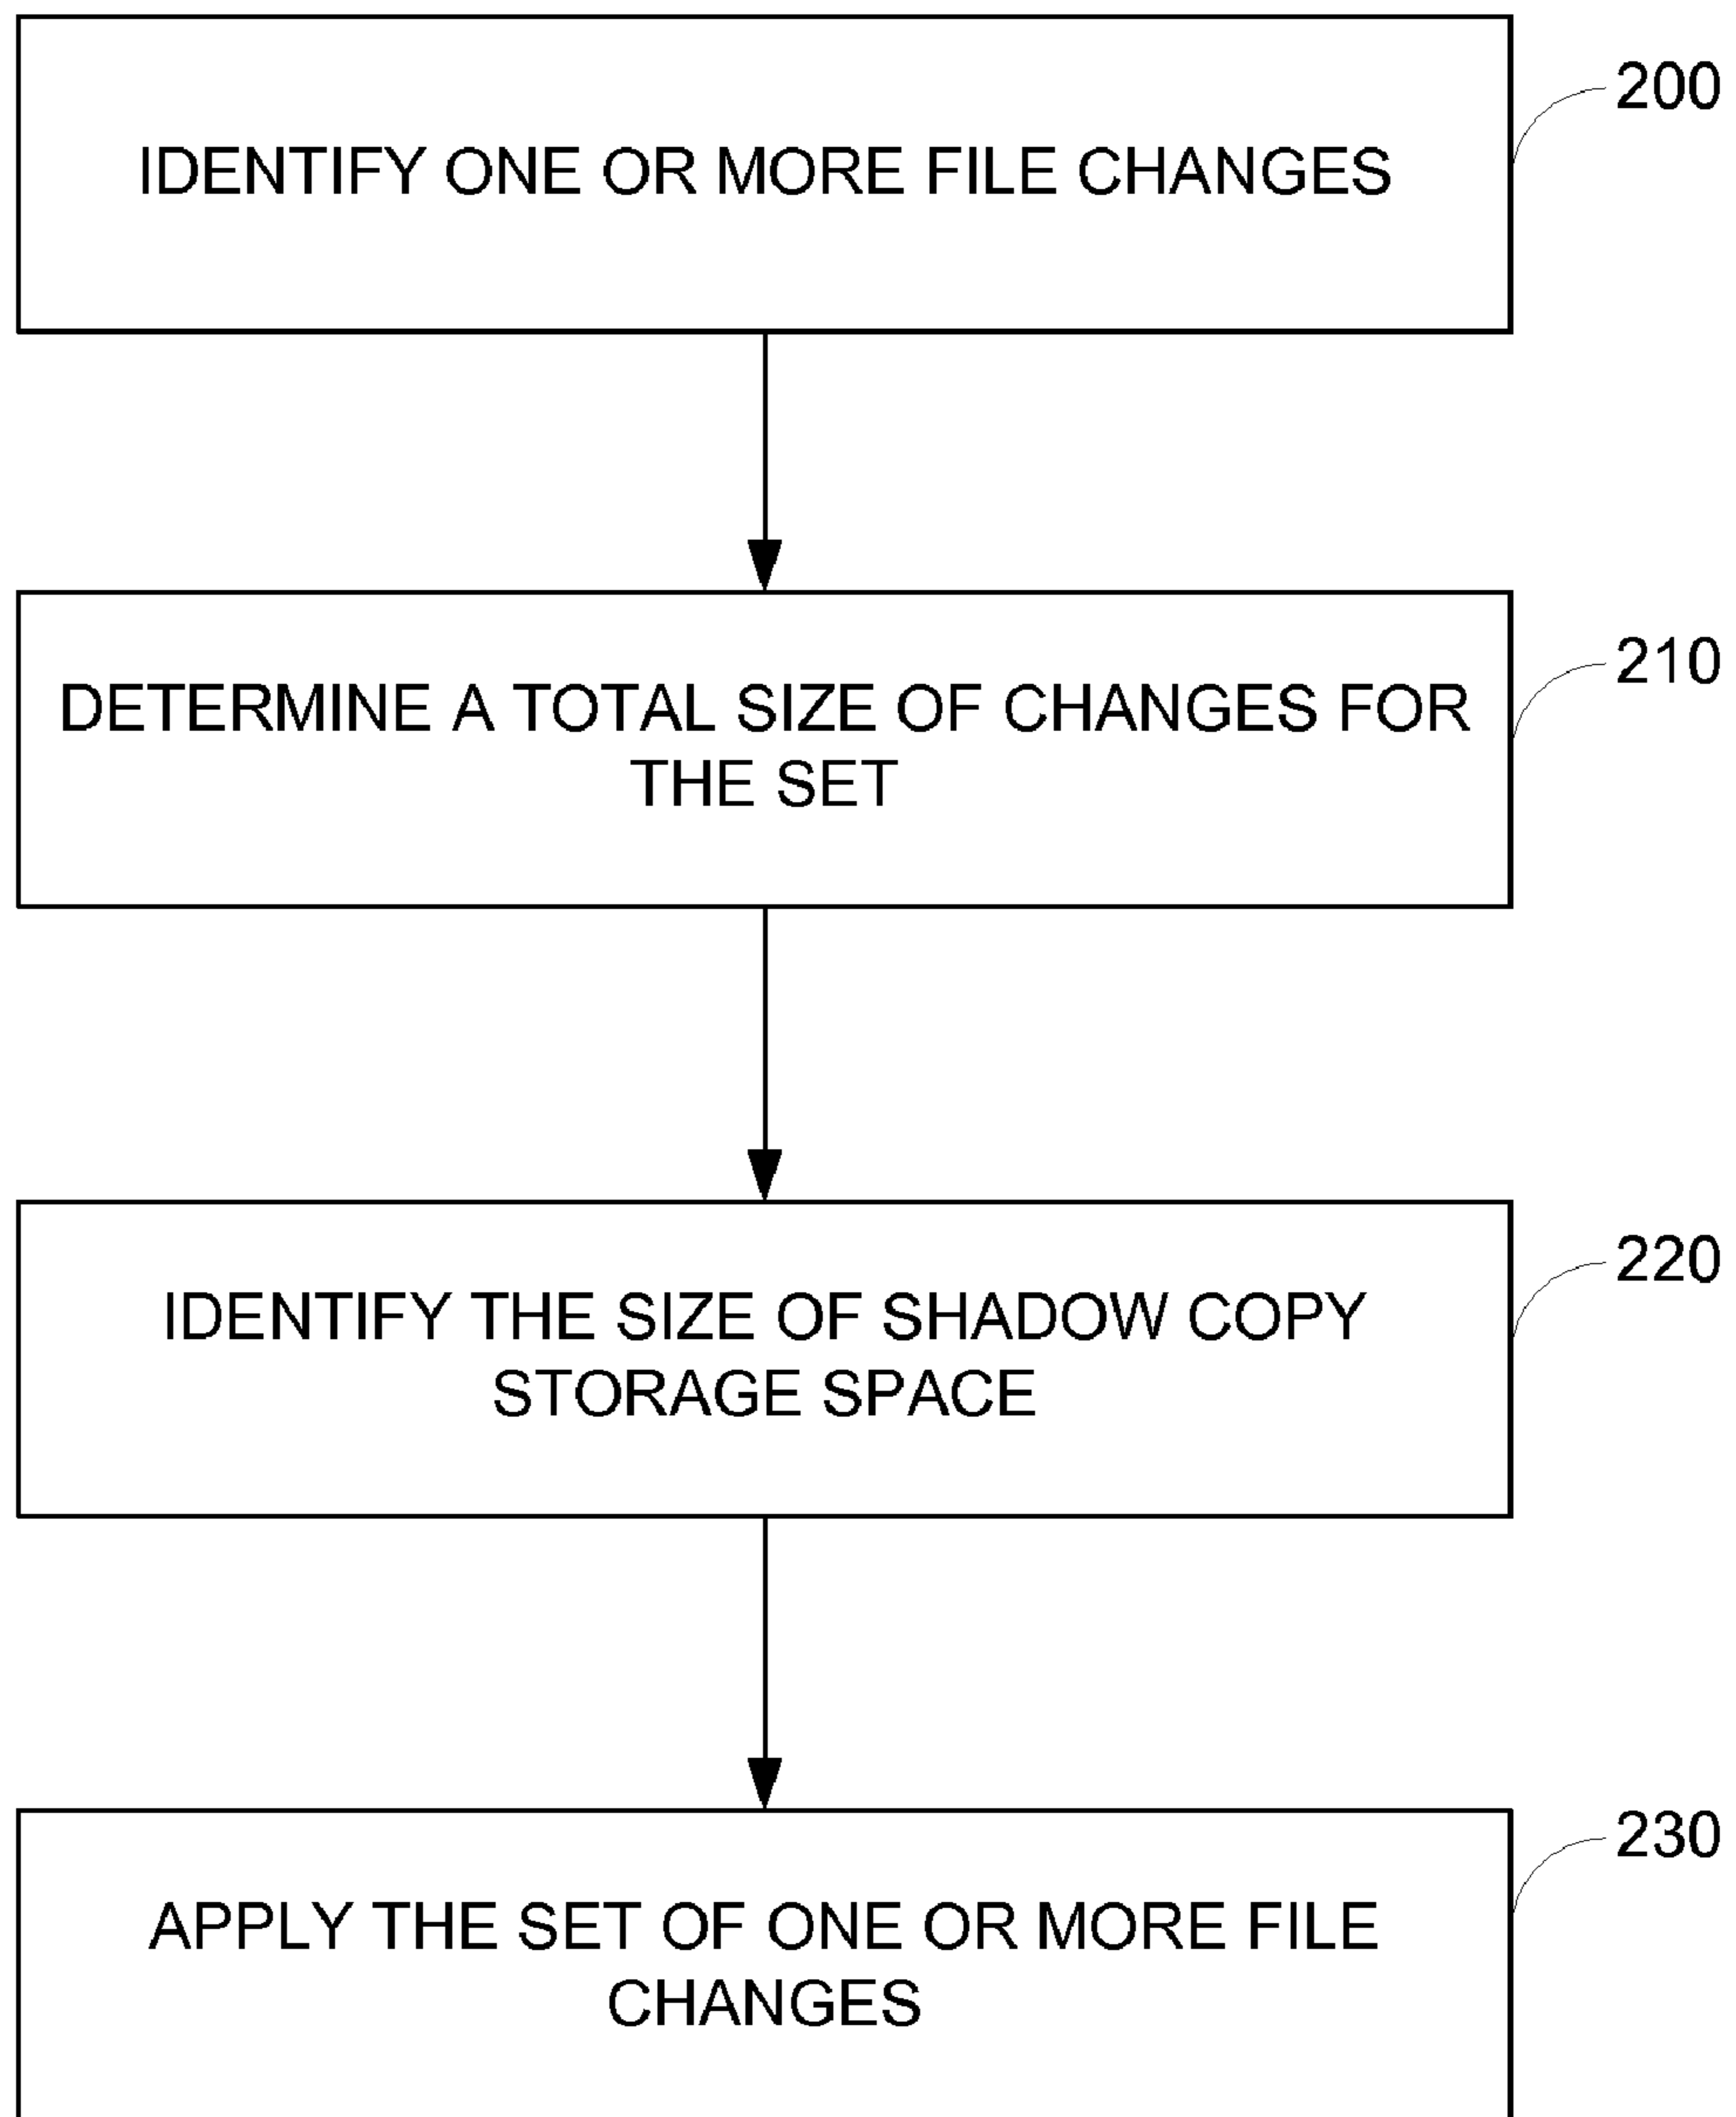 200
IDENTIFY ONE OR MORE FILE CHANGES
210
DETERMINE A TOTAL SIZE OF CHANGES FOR
THE SET
220
IDENTIFY THE SIZE OF SHADOW COPY
STORAGE SPACE
230
APPLY THE SET OF ONE OR MORE FILE
CHANGES